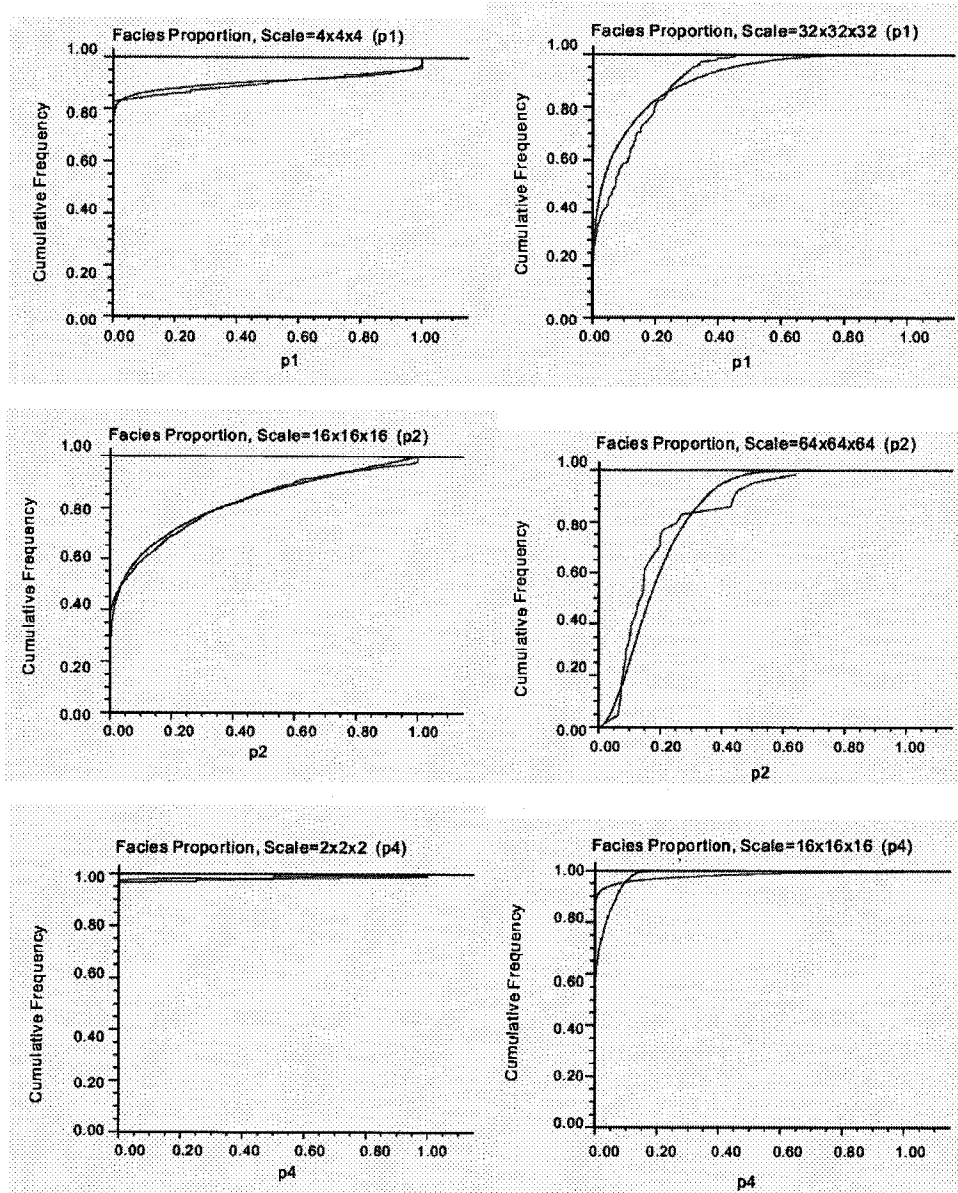 Facies Proportion, Scale=4x4x4 (p1)
1.00
0.80
0.60
0.40
0.20
0.00
Cumulative Frequency
0.00 0.20 0.40 0.60 0.80 1.00
p1
Facies Proportion, Scale=32x32x32 (p1)
1.00
0.80
0.60
0.40
0.20
0.00
Cumulative Frequency
0.00 0.20 0.40 0.60 0.80 1.00
p1
Facies Proportion, Scale=16x16x16 (p2)
1.00
0.80
0.60
0.40
0.20
0.00
Cumulative Frequency
0.00 0.20 0.40 0.60 0.80 1.00
p2
Facies Proportion, Scale=64x64x64 (p2)
1.00
0.80
0.60
0.40
0.20
0.00
Cumulative Frequency
0.00 0.20 0.40 0.60 0.80 1.00
p2
Facies Proportion, Scale=2x2x2 (p4)
1.00
0.80
0.60
0.40
0.20
0.00
Cumulative Frequency
0.00 0.20 0.40 0.60 0.80 1.00
p4
Facies Proportion, Scale=16x16x16 (p4)
1.00
0.80
0.60
0.40
0.20
0.00
Cumulative Frequency
0.00 0.20 0.40 0.60 0.80 1.00
p4